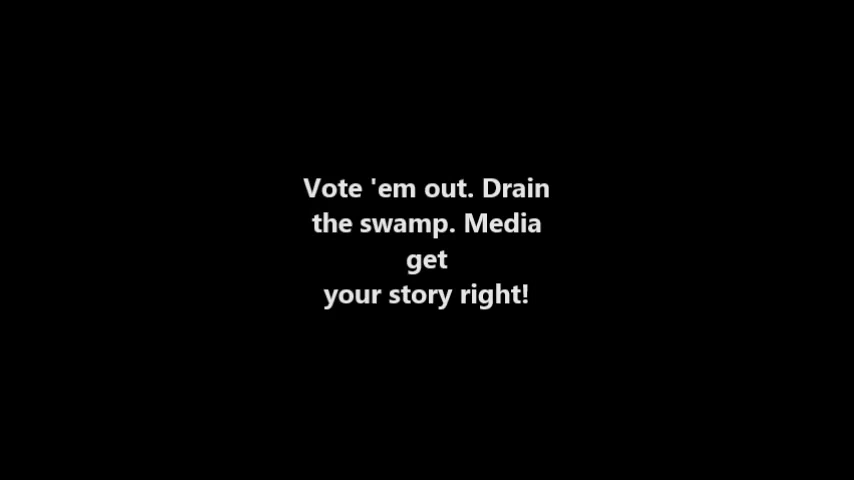 Vote 'em out. Drain
the swamp. Media
get
your story right!